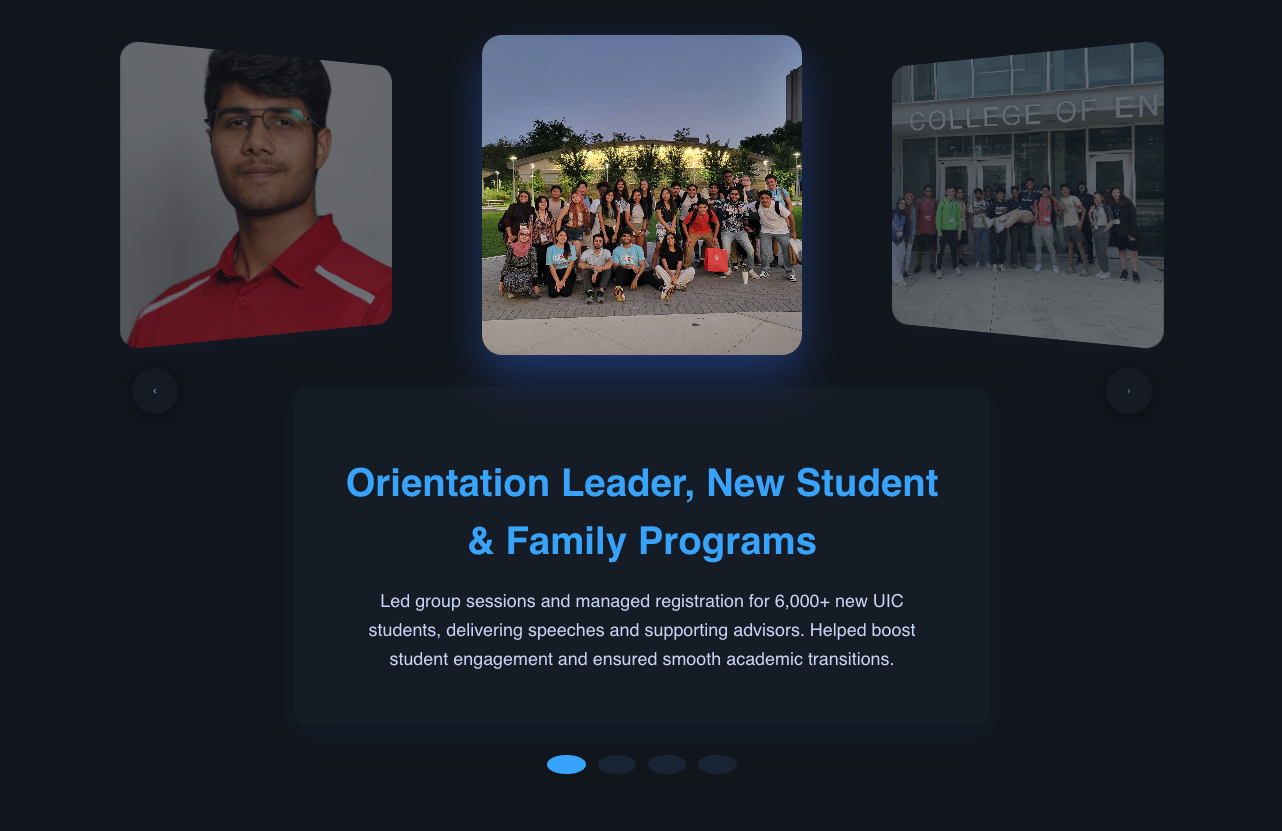 COLLEGE OF EN
‹
›
Orientation Leader, New Student
& Family Programs
Led group sessions and managed registration for 6,000+ new UIC
students, delivering speeches and supporting advisors. Helped boost
student engagement and ensured smooth academic transitions.